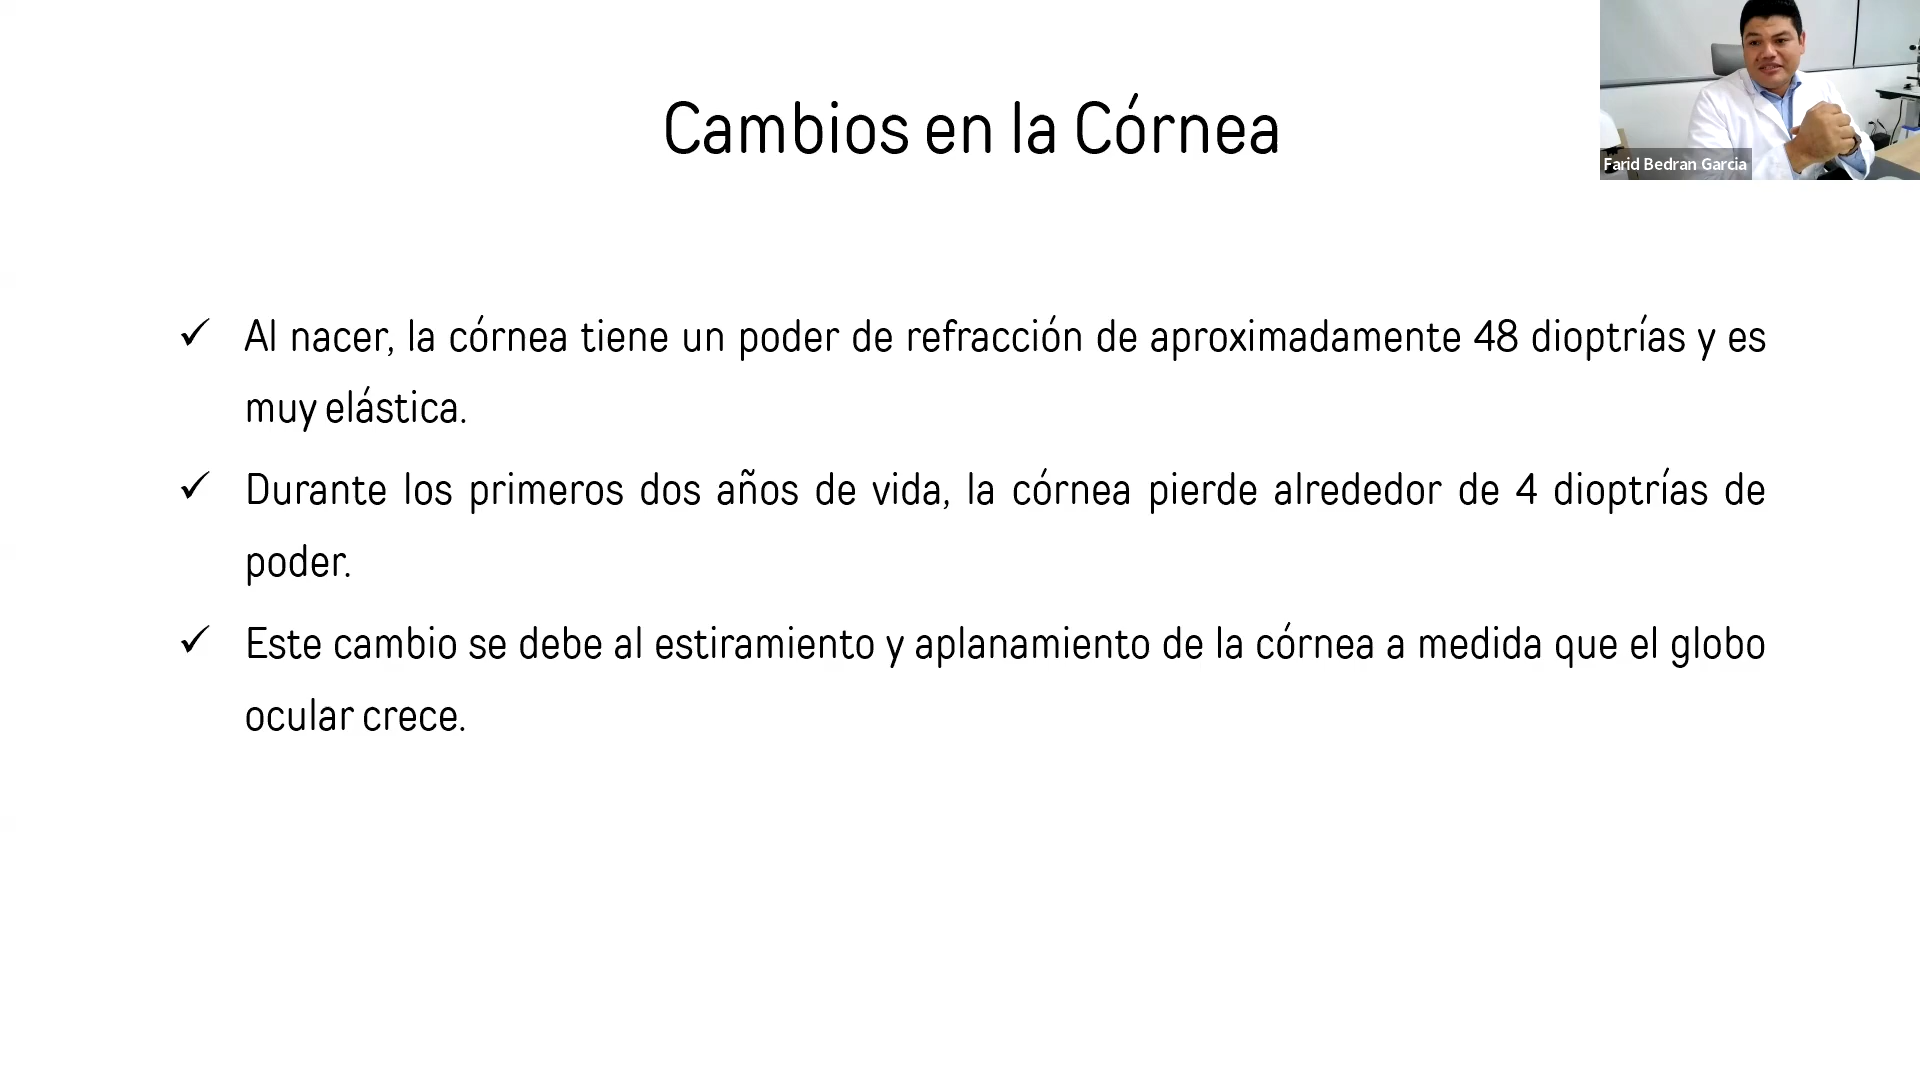 Cambios en la Córnea
Farid Bedran Garcia
✓ Al nacer, la córnea tiene un poder de refracción de aproximadamente 48 dioptrías y es
muy elástica.
✓ Durante los primeros dos años de vida, la córnea pierde alrededor de 4 dioptrías de
poder.
✓ Este cambio se debe al estiramiento y aplanamiento de la córnea a medida que el globo
ocular crece.